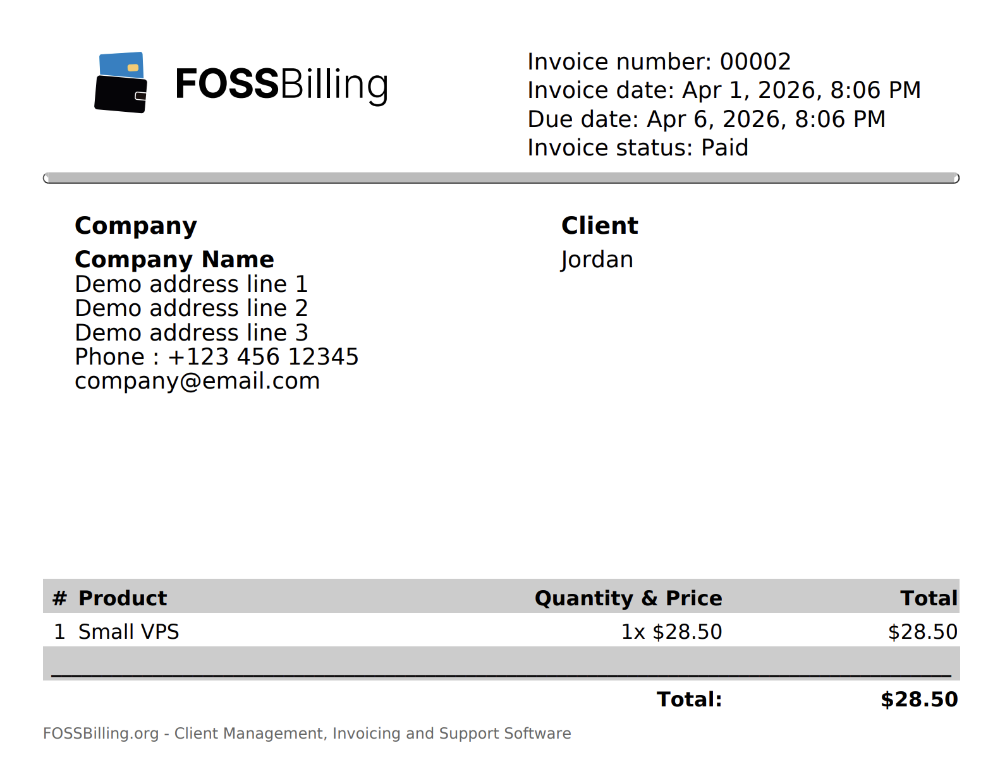 FOSSBilling
Invoice number: 00002
Invoice date: Apr 1, 2026, 8:06 PM
Due date: Apr 6, 2026, 8:06 PM
Invoice status: Paid
Company
Company Name
Demo address line 1
Demo address line 2
Demo address line 3
Phone : +123 456 12345
company@email.com
Client
Jordan
# Product Quantity & Price Total
1 Small VPS 1x $28.50 $28.50
Total: $28.50
FOSSBilling.org - Client Management, Invoicing and Support Software